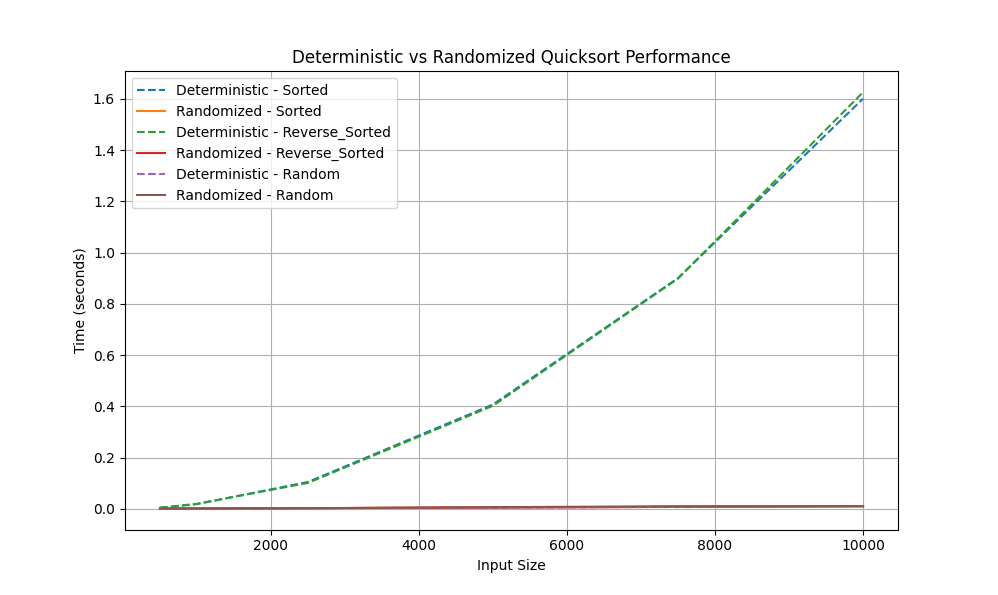 Deterministic vs Randomized Quicksort Performance
Deterministic - Sorted
Randomized - Sorted
Deterministic - Reverse_Sorted
Randomized - Reverse_Sorted
Deterministic - Random
Randomized - Random
Time (seconds)
1.6
1.4
1.2
1.0
0.8
0.6
0.4
0.2
0.0
2000 4000 6000 8000 10000
Input Size